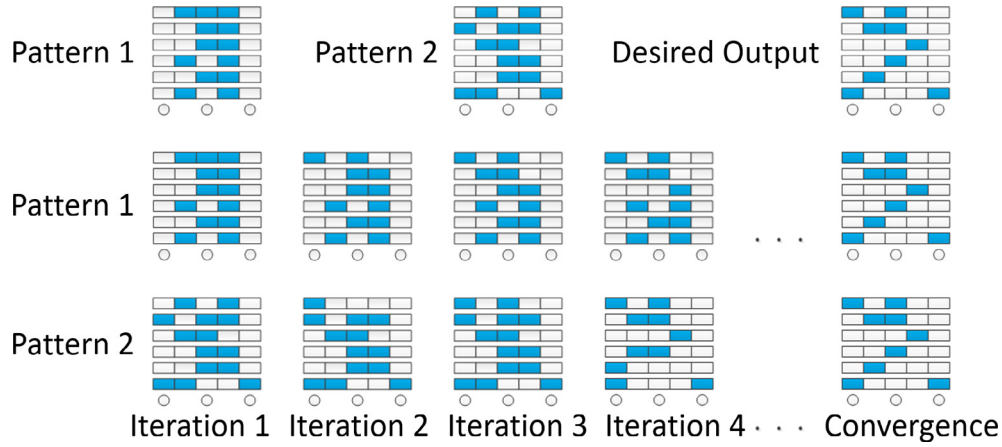 Pattern 1
Pattern 2
Desired Output
Pattern 1
. . .
Pattern 2
Iteration 1 Iteration 2 Iteration 3 Iteration 4 . . . Convergence